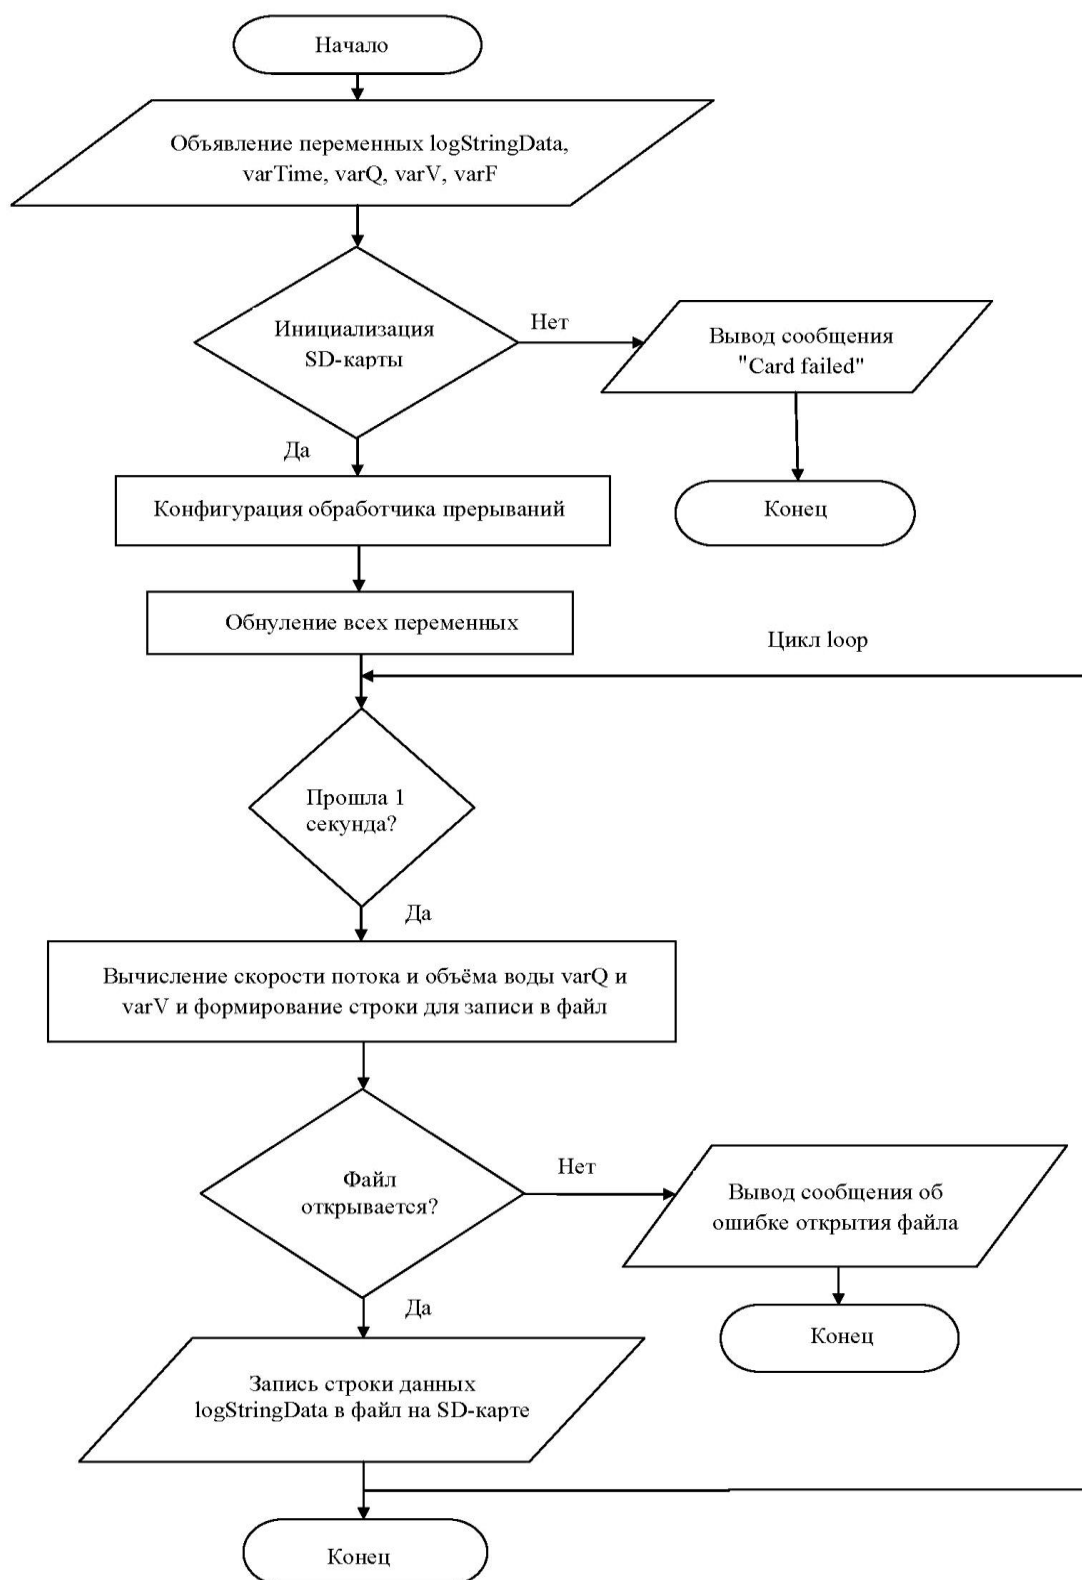 Начало
Объявление переменных logStringData,
varTime, varQ, varV, varF
Инициализация
SD-карты
Нет
Вывод сообщения
"Card failed"
Да
Конец
Конфигурация обработчика прерываний
Обнуление всех переменных
Цикл loop
Прошла 1
секунда?
Да
Вычисление скорости потока и объёма воды varQ и
varV и формирование строки для записи в файл
Файл
открывается?
Нет
Вывод сообщения об
ошибке открытия файла
Да
Конец
Запись строки данных
logStringData в файл на SD-карте
Конец